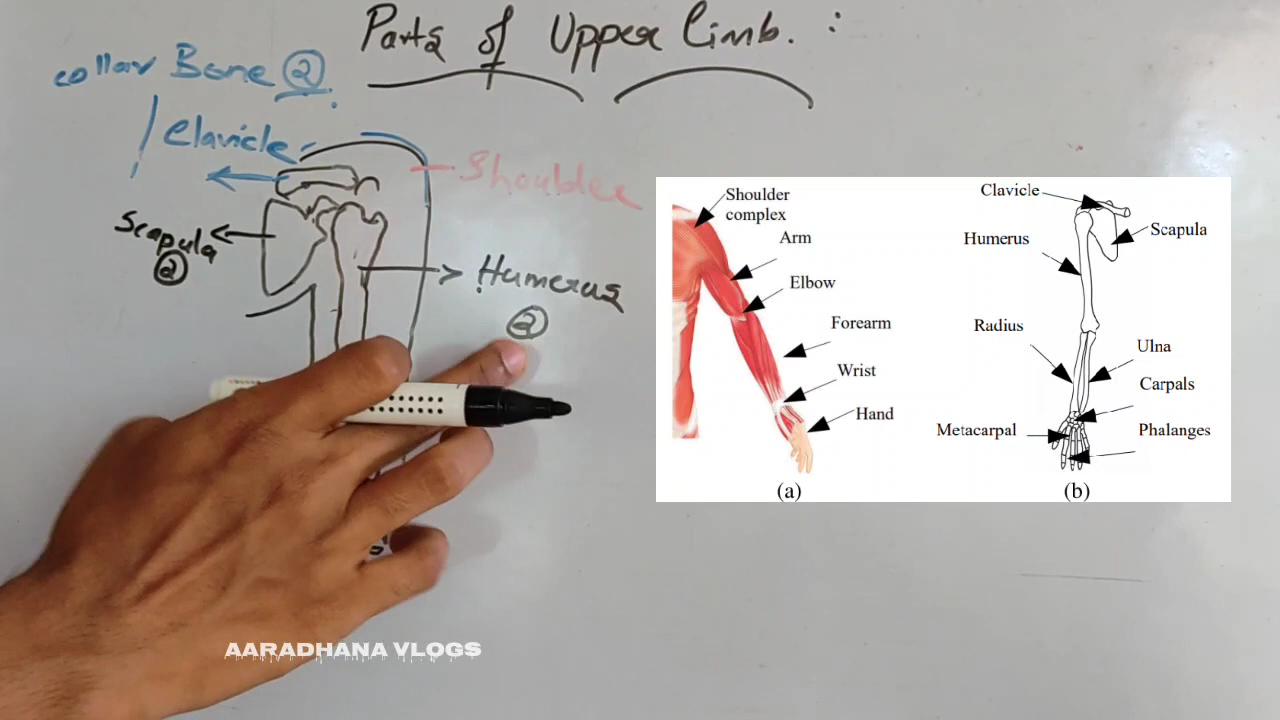 Parts of Upper Limb. :
collar Bone 2
/ Clavicle
Shoulder
Scapula
2
Humerus
2
Shoulder
complex
Arm
Elbow
Forearm
Wrist
Hand
(a)
Clavicle
Humerus
Scapula
Radius
Ulna
Carpals
Metacarpal
Phalanges
(b)
AARADHANA VLOGS